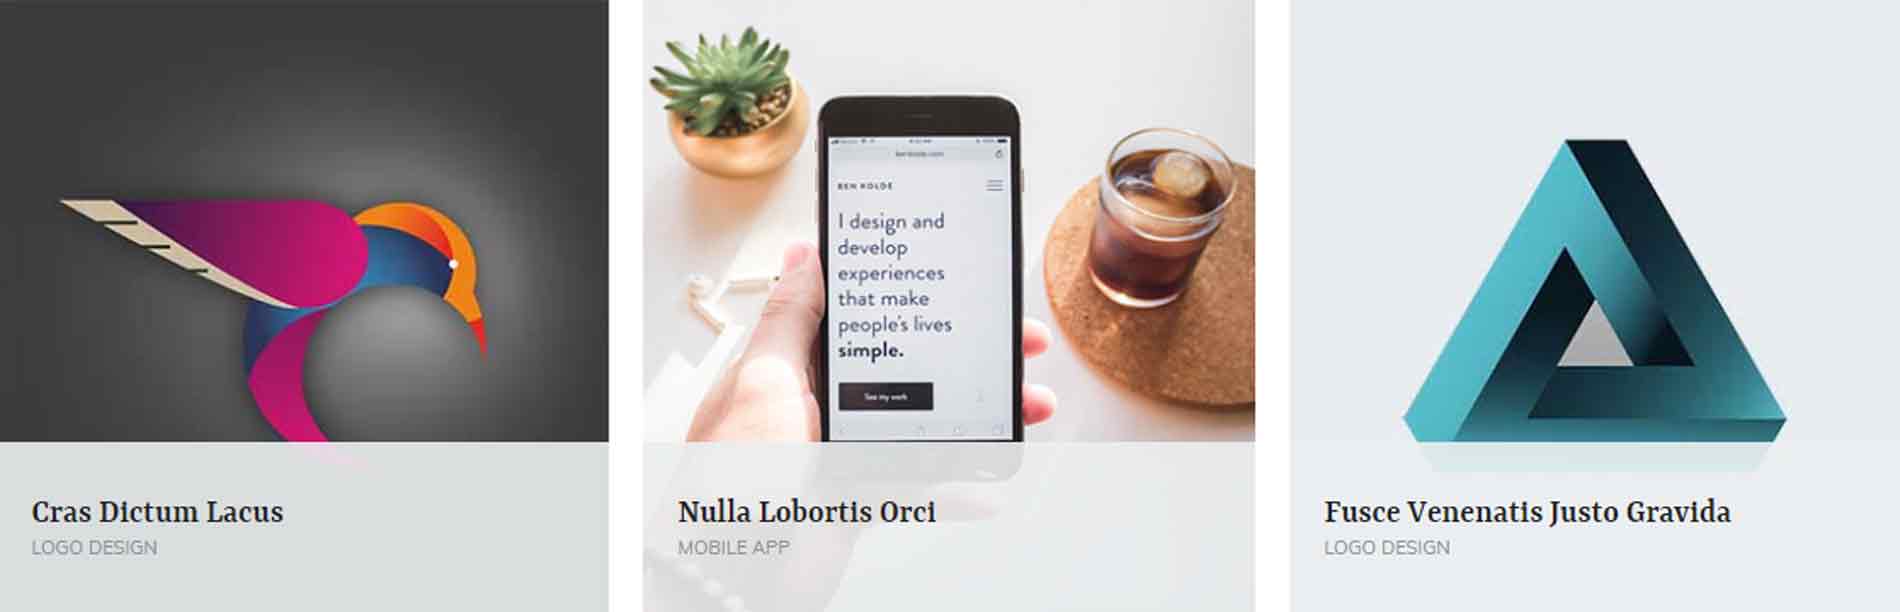 Cras Dictum Lacus
LOGO DESIGN
BEN KOLDE
I design and
develop
experiences
that make
people's lives
simple.
See my work
Nulla Lobortis Orci
MOBILE APP
Fusce Venenatis Justo Gravida
LOGO DESIGN